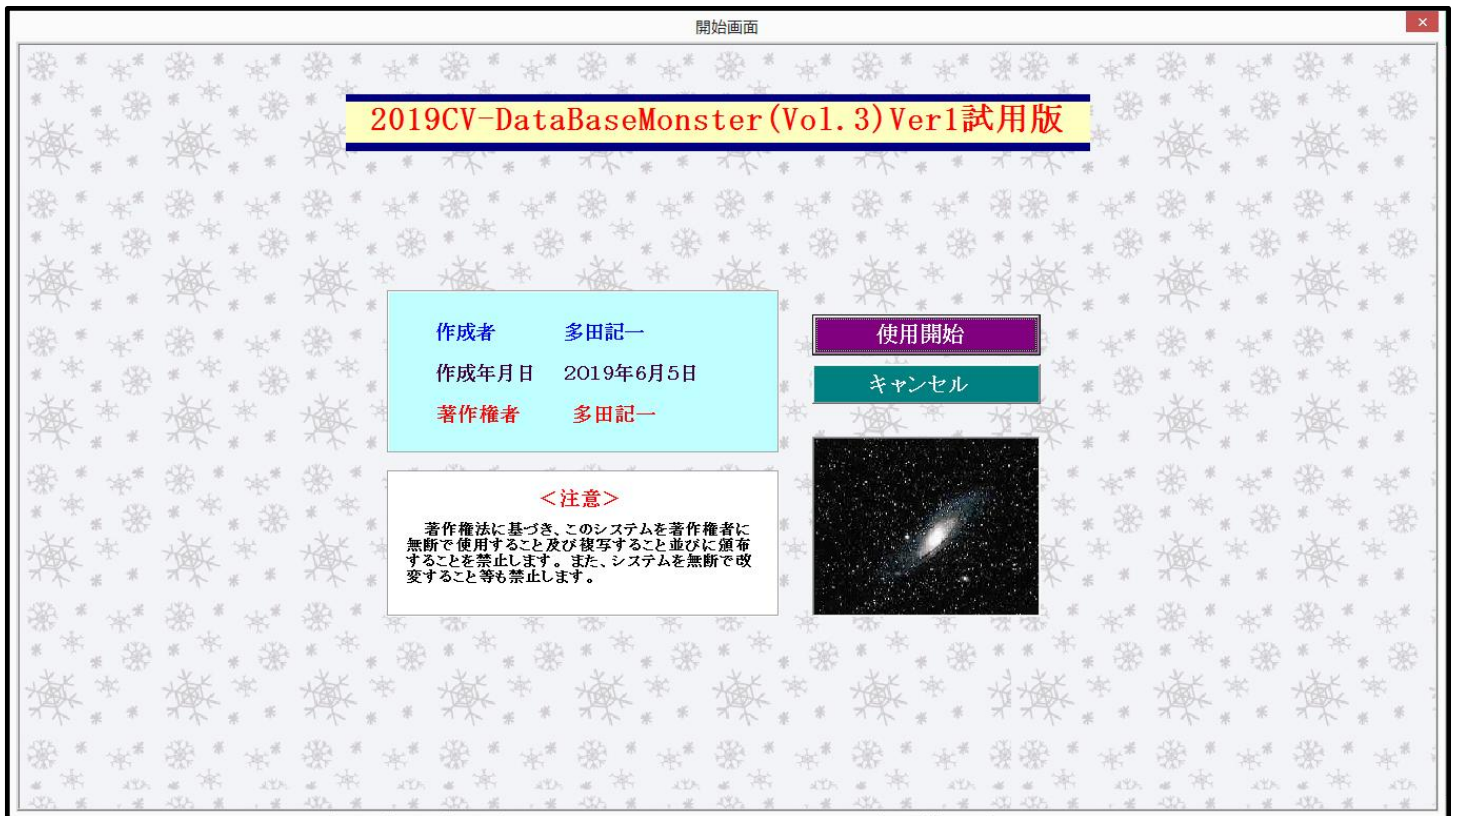 開始画面
2019CV-DataBaseMonster(Vol.3)Ver1試用版
作成者 多田記一
作成年月日 2019年6月5日
著作権者 多田記一
使用開始
キャンセル
＜注意＞
著作権法に基づき、このシステムを著作権者に
無断で使用すること及び複写すること並びに頒布
することを禁止します。また、システムを無断で改
変すること等も禁止します。